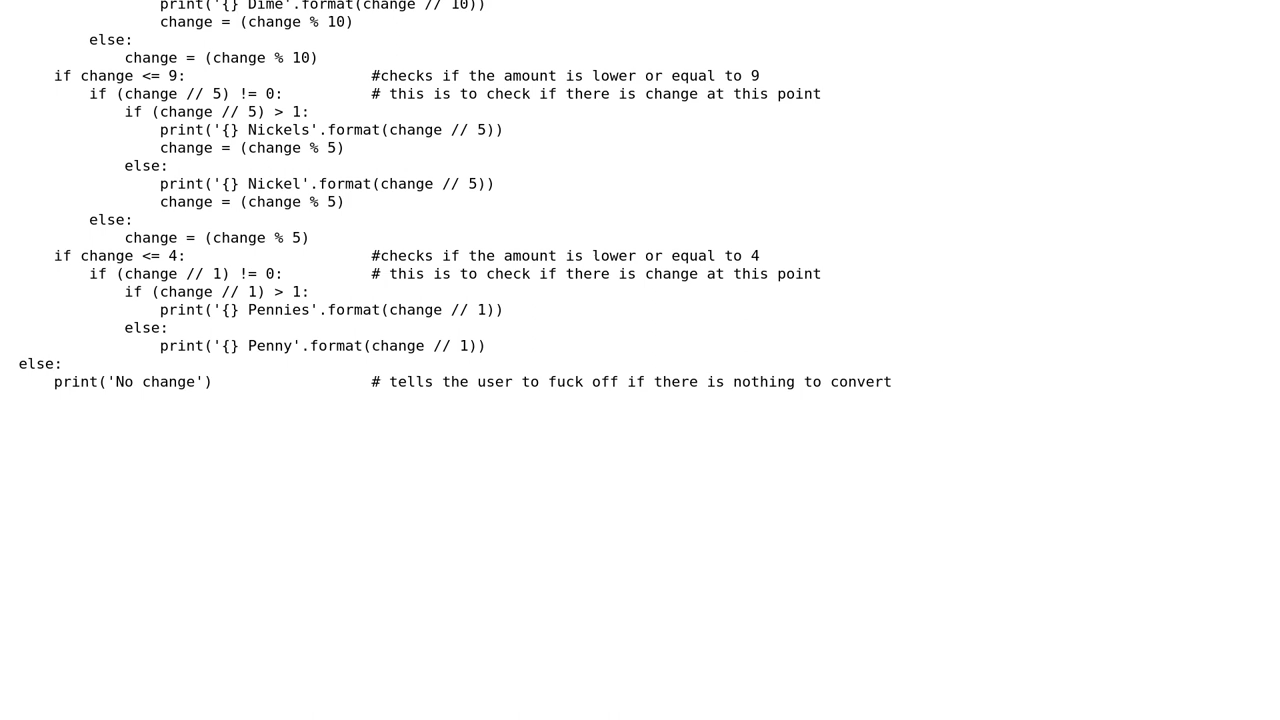 print('{} Dime'.format(change // 10))
                change = (change % 10)
        else:
            change = (change % 10)
    if change <= 9:                     #checks if the amount is lower or equal to 9
        if (change // 5) != 0:          # this is to check if there is change at this point
            if (change // 5) > 1:
                print('{} Nickels'.format(change // 5))
                change = (change % 5)
            else:
                print('{} Nickel'.format(change // 5))
                change = (change % 5)
        else:
            change = (change % 5)
    if change <= 4:                     #checks if the amount is lower or equal to 4
        if (change // 1) != 0:          # this is to check if there is change at this point
            if (change // 1) > 1:
                print('{} Pennies'.format(change // 1))
            else:
                print('{} Penny'.format(change // 1))
else:
    print('No change')                  # tells the user to fuck off if there is nothing to convert